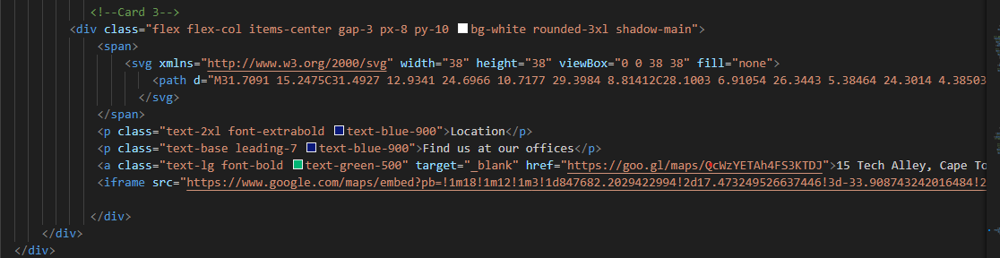 <!--Card 3-->
<div class="flex flex-col items-center gap-3 px-8 py-10 bg-white rounded-3xl shadow-main">
<span>
<svg xmlns="http://www.w3.org/2000/svg" width="38" height="38" viewBox="0 0 38 38" fill="none">
<path d="M31.7091 15.2475C31.4927 12.9341 24.6966 10.7177 29.3984 8.81412C28.1003 6.91054 26.3443 5.38464 24.3014 4.38503
</svg>
</span>
<p class="text-2xl font-extrabold text-blue-900">Location</p>
<p class="text-base leading-7 text-blue-900">Find us at our offices</p>
<a class="text-lg font-bold text-green-500" target="_blank" href="https://goo.gl/maps/QcWzYETAh4FS3KTDJ">15 Tech Alley, Cape To
<iframe src="https://www.google.com/maps/embed?pb=!1m18!1m12!1m3!1d847682.2029422994!2d17.473249526637446!3d-33.908743242016484!2
</div>
</div>
</div>